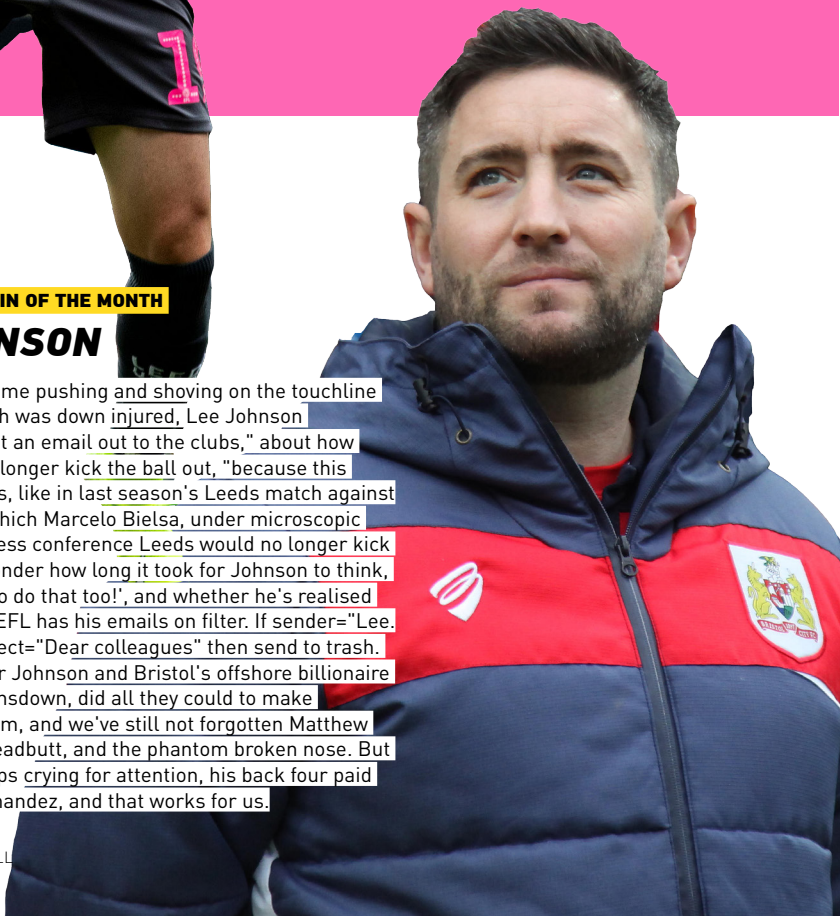 IN OF THE MONTH
NSON
me pushing and shoving on the touchline
h was down injured, Lee Johnson
t an email out to the clubs," about how
longer kick the ball out, "because this
s, like in last season's Leeds match against
hich Marcelo Bielsa, under microscopic
ess conference Leeds would no longer kick
nder how long it took for Johnson to think,
o do that too!', and whether he's realised
EFL has his emails on filter. If sender="Lee.
ect="Dear colleagues" then send to trash.
r Johnson and Bristol's offshore billionaire
nsdown, did all they could to make
m, and we've still not forgotten Matthew
eadbutt, and the phantom broken nose. But
ps crying for attention, his back four paid
nandez, and that works for us.
BRISTOL CITY FC